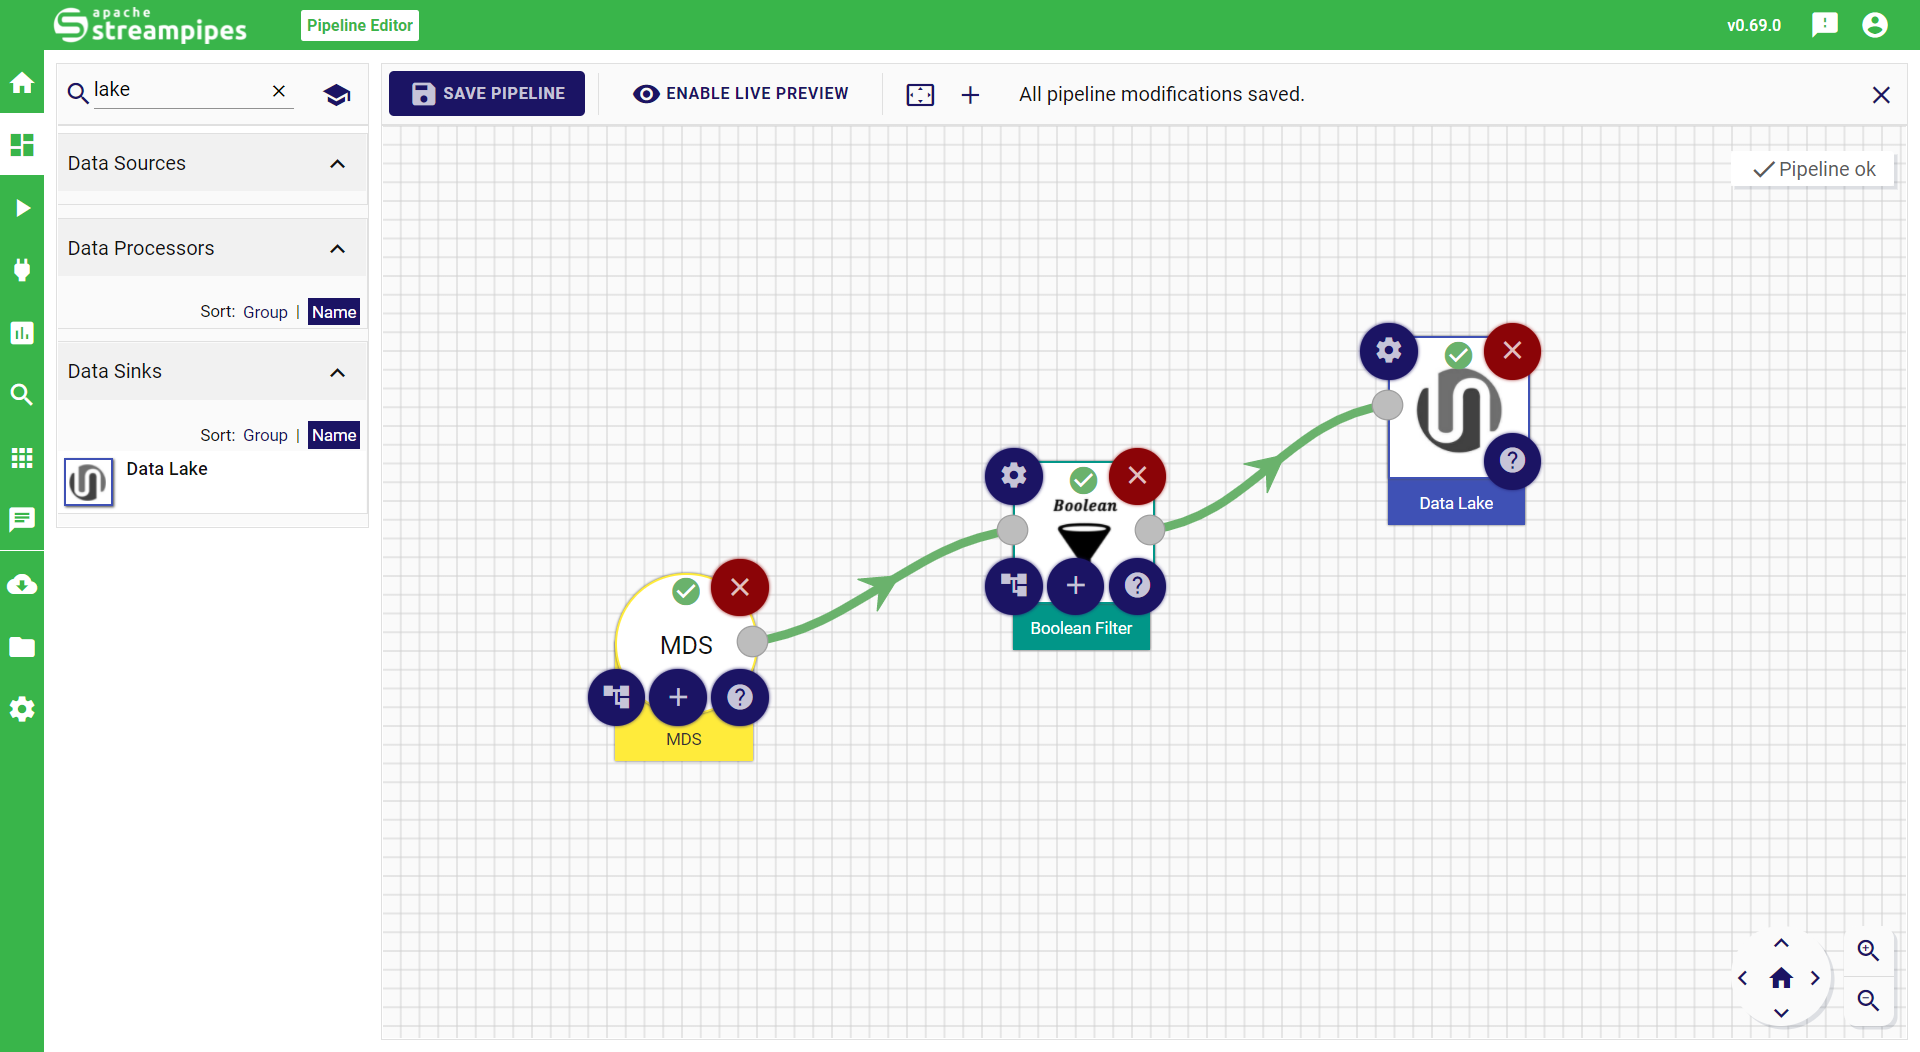 apache
streampipes
Pipeline Editor
v0.69.0
lake
SAVE PIPELINE
ENABLE LIVE PREVIEW
All pipeline modifications saved.
Data Sources
Pipeline ok
Data Processors
Sort: Group | Name
Data Sinks
Sort: Group | Name
Data Lake
Data Lake
Boolean
Boolean Filter
MDS
MDS